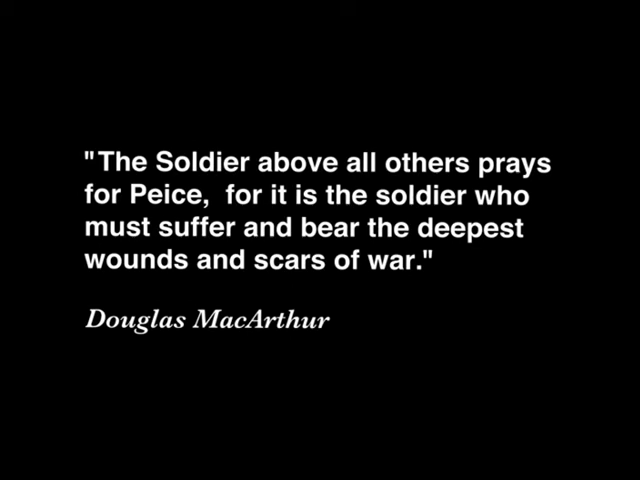 "The Soldier above all others prays
for Peice,  for it is the soldier who
must suffer and bear the deepest
wounds and scars of war."
Douglas MacArthur